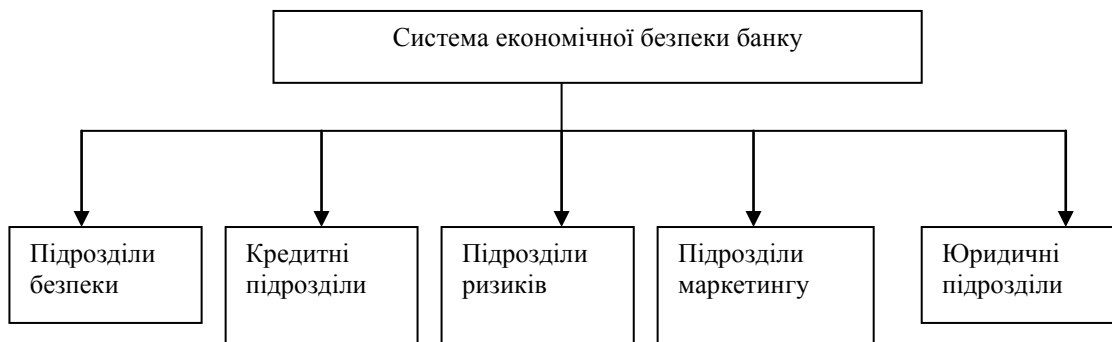 Система економічної безпеки банку
Підрозділи
безпеки
Кредитні
підрозділи
Підрозділи
ризиків
Підрозділи
маркетингу
Юридичні
підрозділи